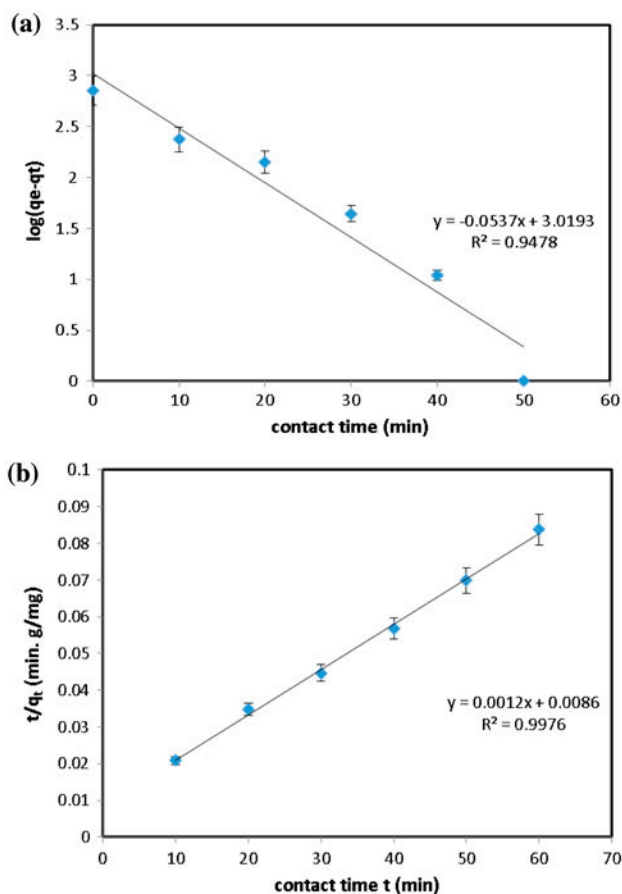 (a)
3.5
3
2.5
2
1.5
1
0.5
0
log(qe-qt)
y = -0.0537x + 3.0193
R² = 0.9478
0 10 20 30 40 50 60
contact time (min)
(b)
0.1
0.09
0.08
0.07
0.06
0.05
0.04
0.03
0.02
0.01
0
t/qt (min. g/mg)
y = 0.0012x + 0.0086
R² = 0.9976
0 10 20 30 40 50 60 70
contact time t (min)